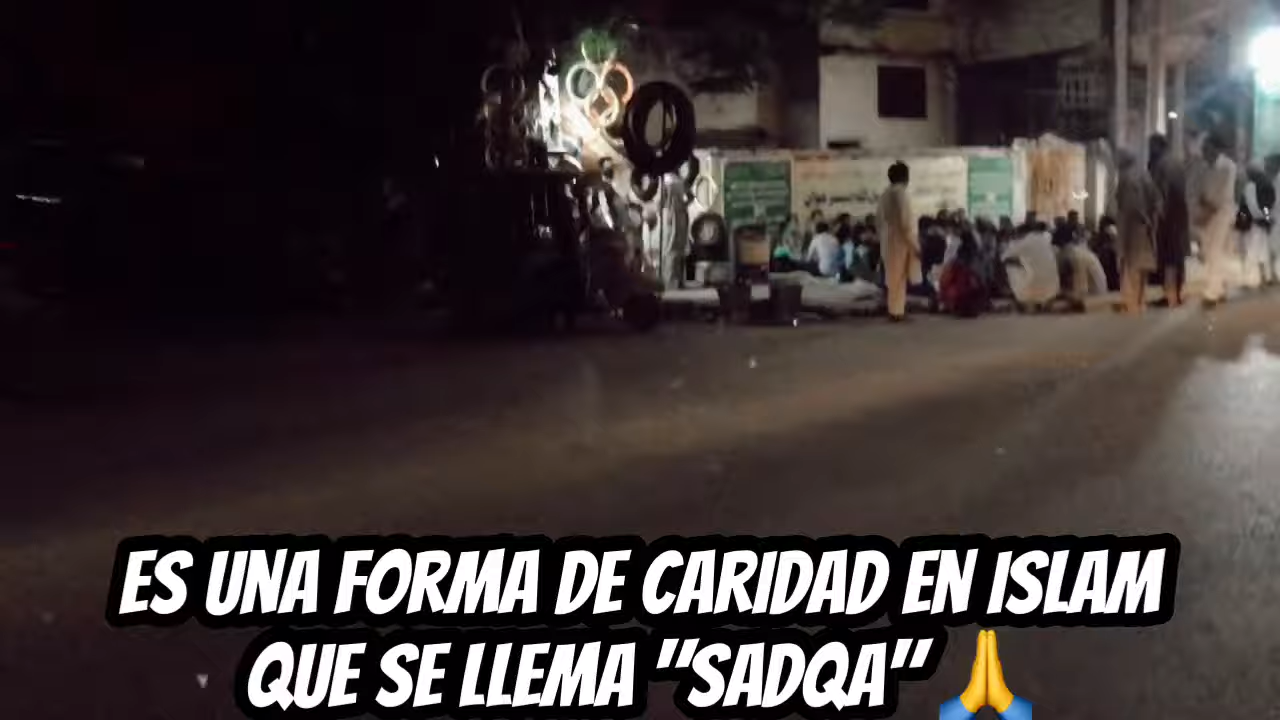 ES UNA FORMA DE CARIDAD EN ISLAM
QUE SE LLEMA "SADQA" 🙏